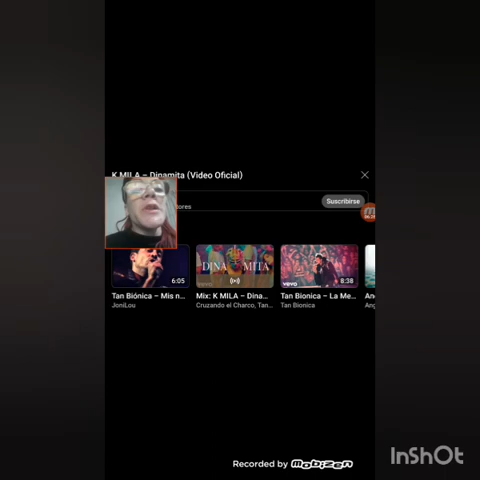 K MILA – Dinamita (Video Oficial)
Suscribirse
6:05
DINA MITA
vevo
8:38
Tan Biónica – Mis n...
Mix: K MILA – Dina...
Tan Bionica – La Me...
JoniLou
Cruzando el Charco, Tan...
Tan Bionica
Recorded by mobizen
InShOt